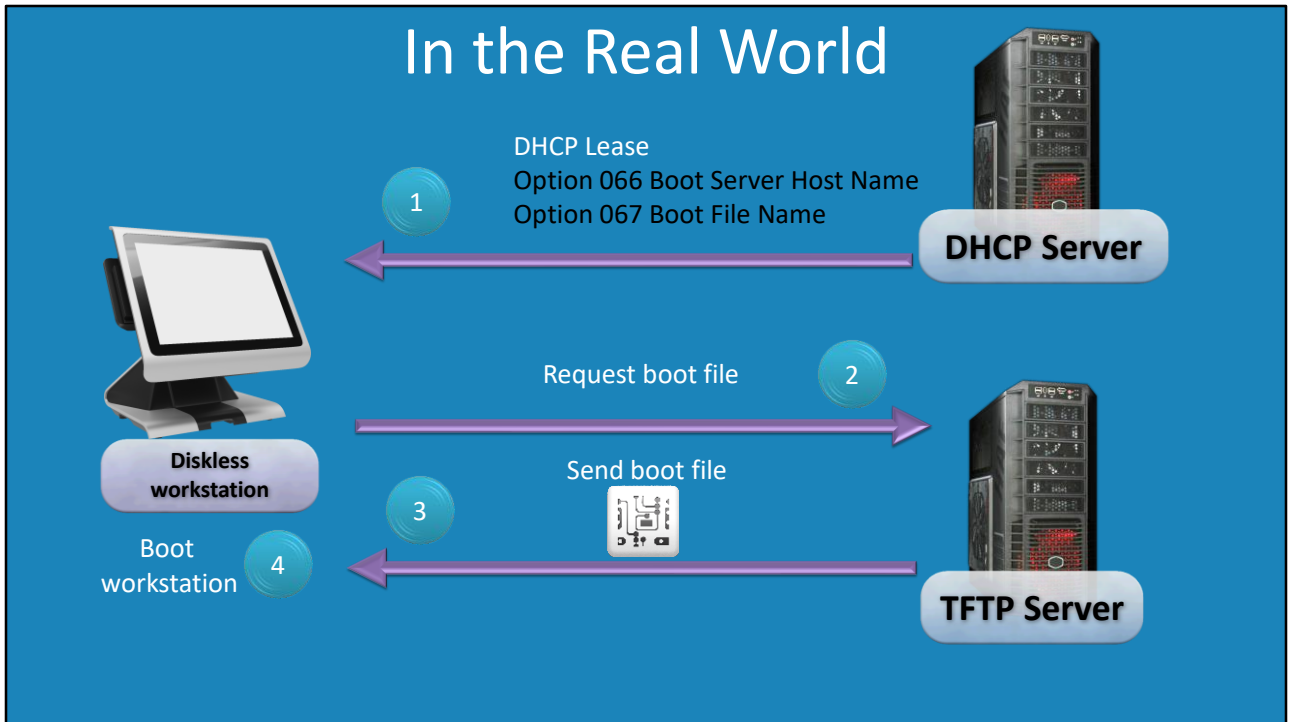 In the Real World
DHCP Lease
Option 066 Boot Server Host Name
Option 067 Boot File Name
1
DHCP Server
Request boot file
2
Diskless
workstation
Send boot file
3
Boot
workstation
4
TFTP Server